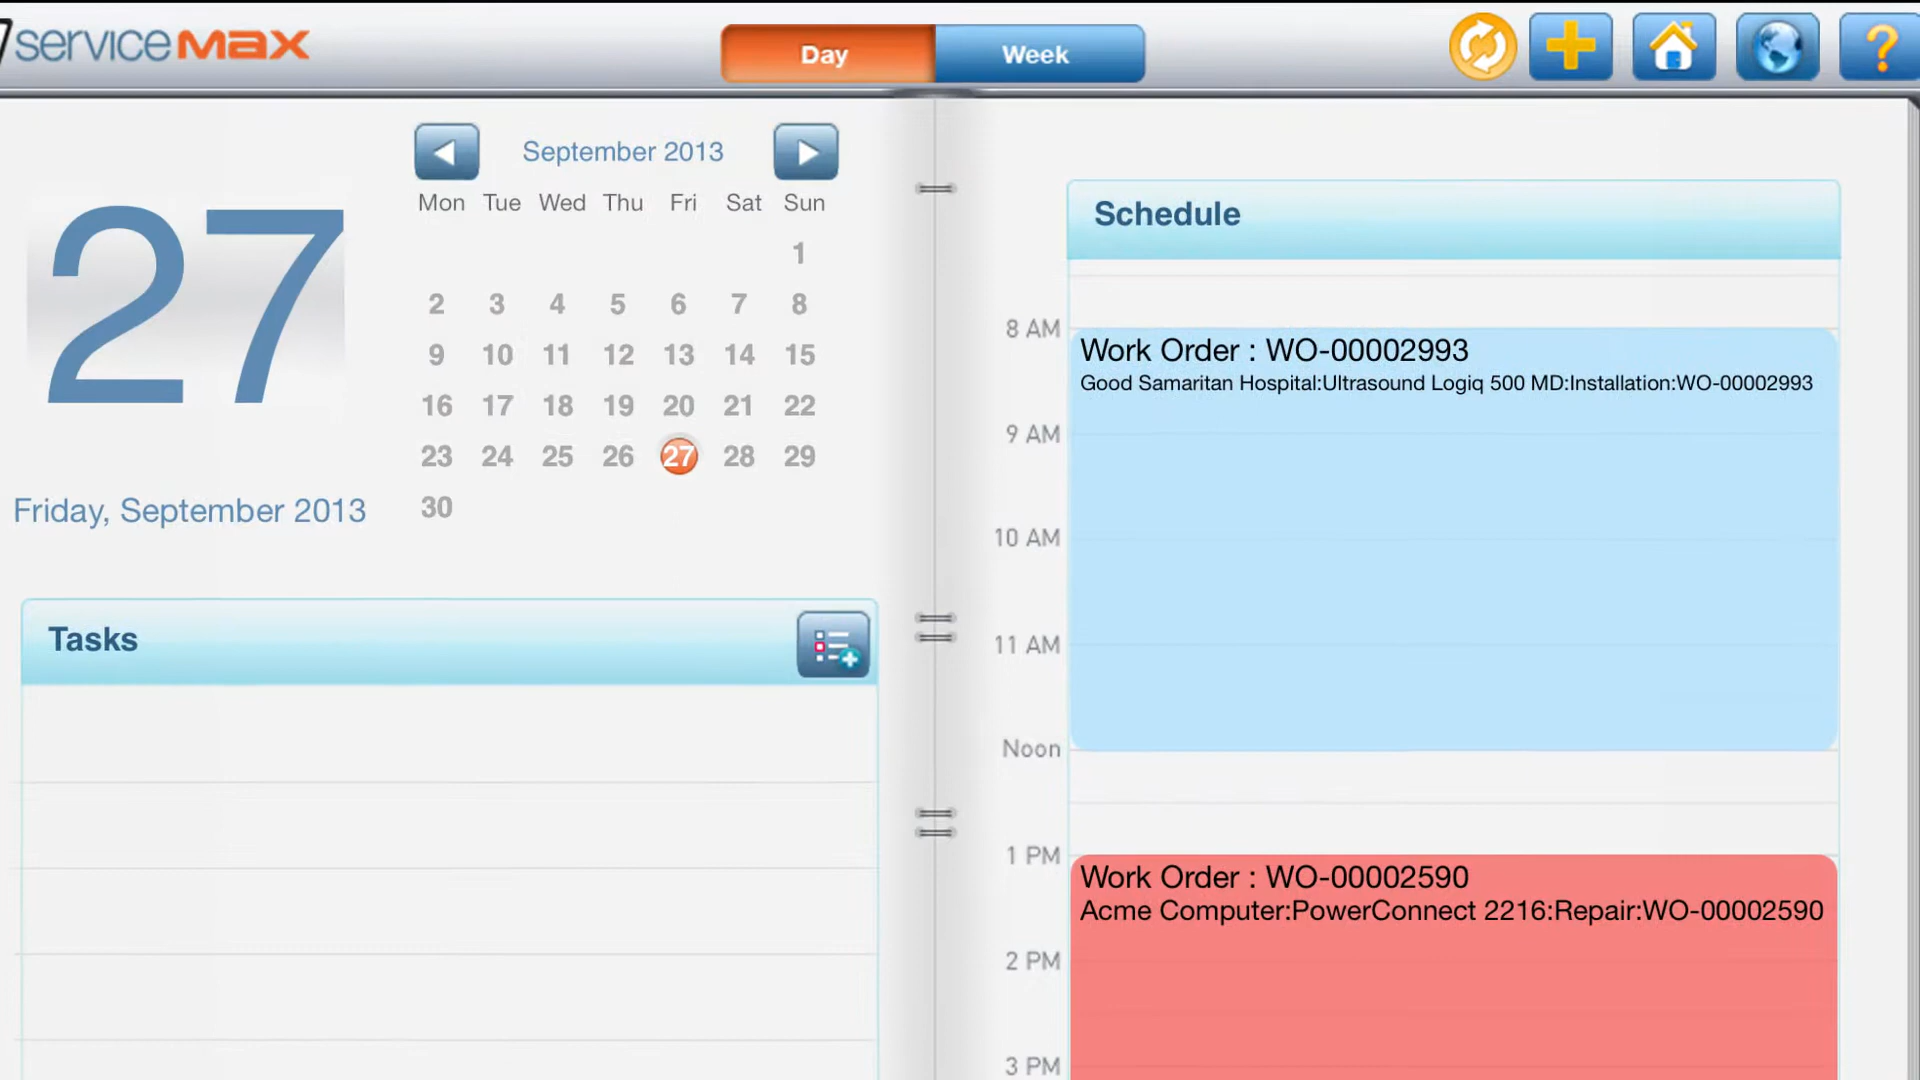 servicemax
Day
Week
?
September 2013
Mon Tue Wed Thu Fri Sat Sun
1
2 3 4 5 6 7 8
9 10 11 12 13 14 15
16 17 18 19 20 21 22
23 24 25 26 27 28 29
30
27
Friday, September 2013
Tasks
Schedule
8 AM
Work Order : WO-00002993
Good Samaritan Hospital:Ultrasound Logiq 500 MD:Installation:WO-00002993
9 AM
10 AM
11 AM
Noon
1 PM
Work Order : WO-00002590
Acme Computer:PowerConnect 2216:Repair:WO-00002590
2 PM
3 PM